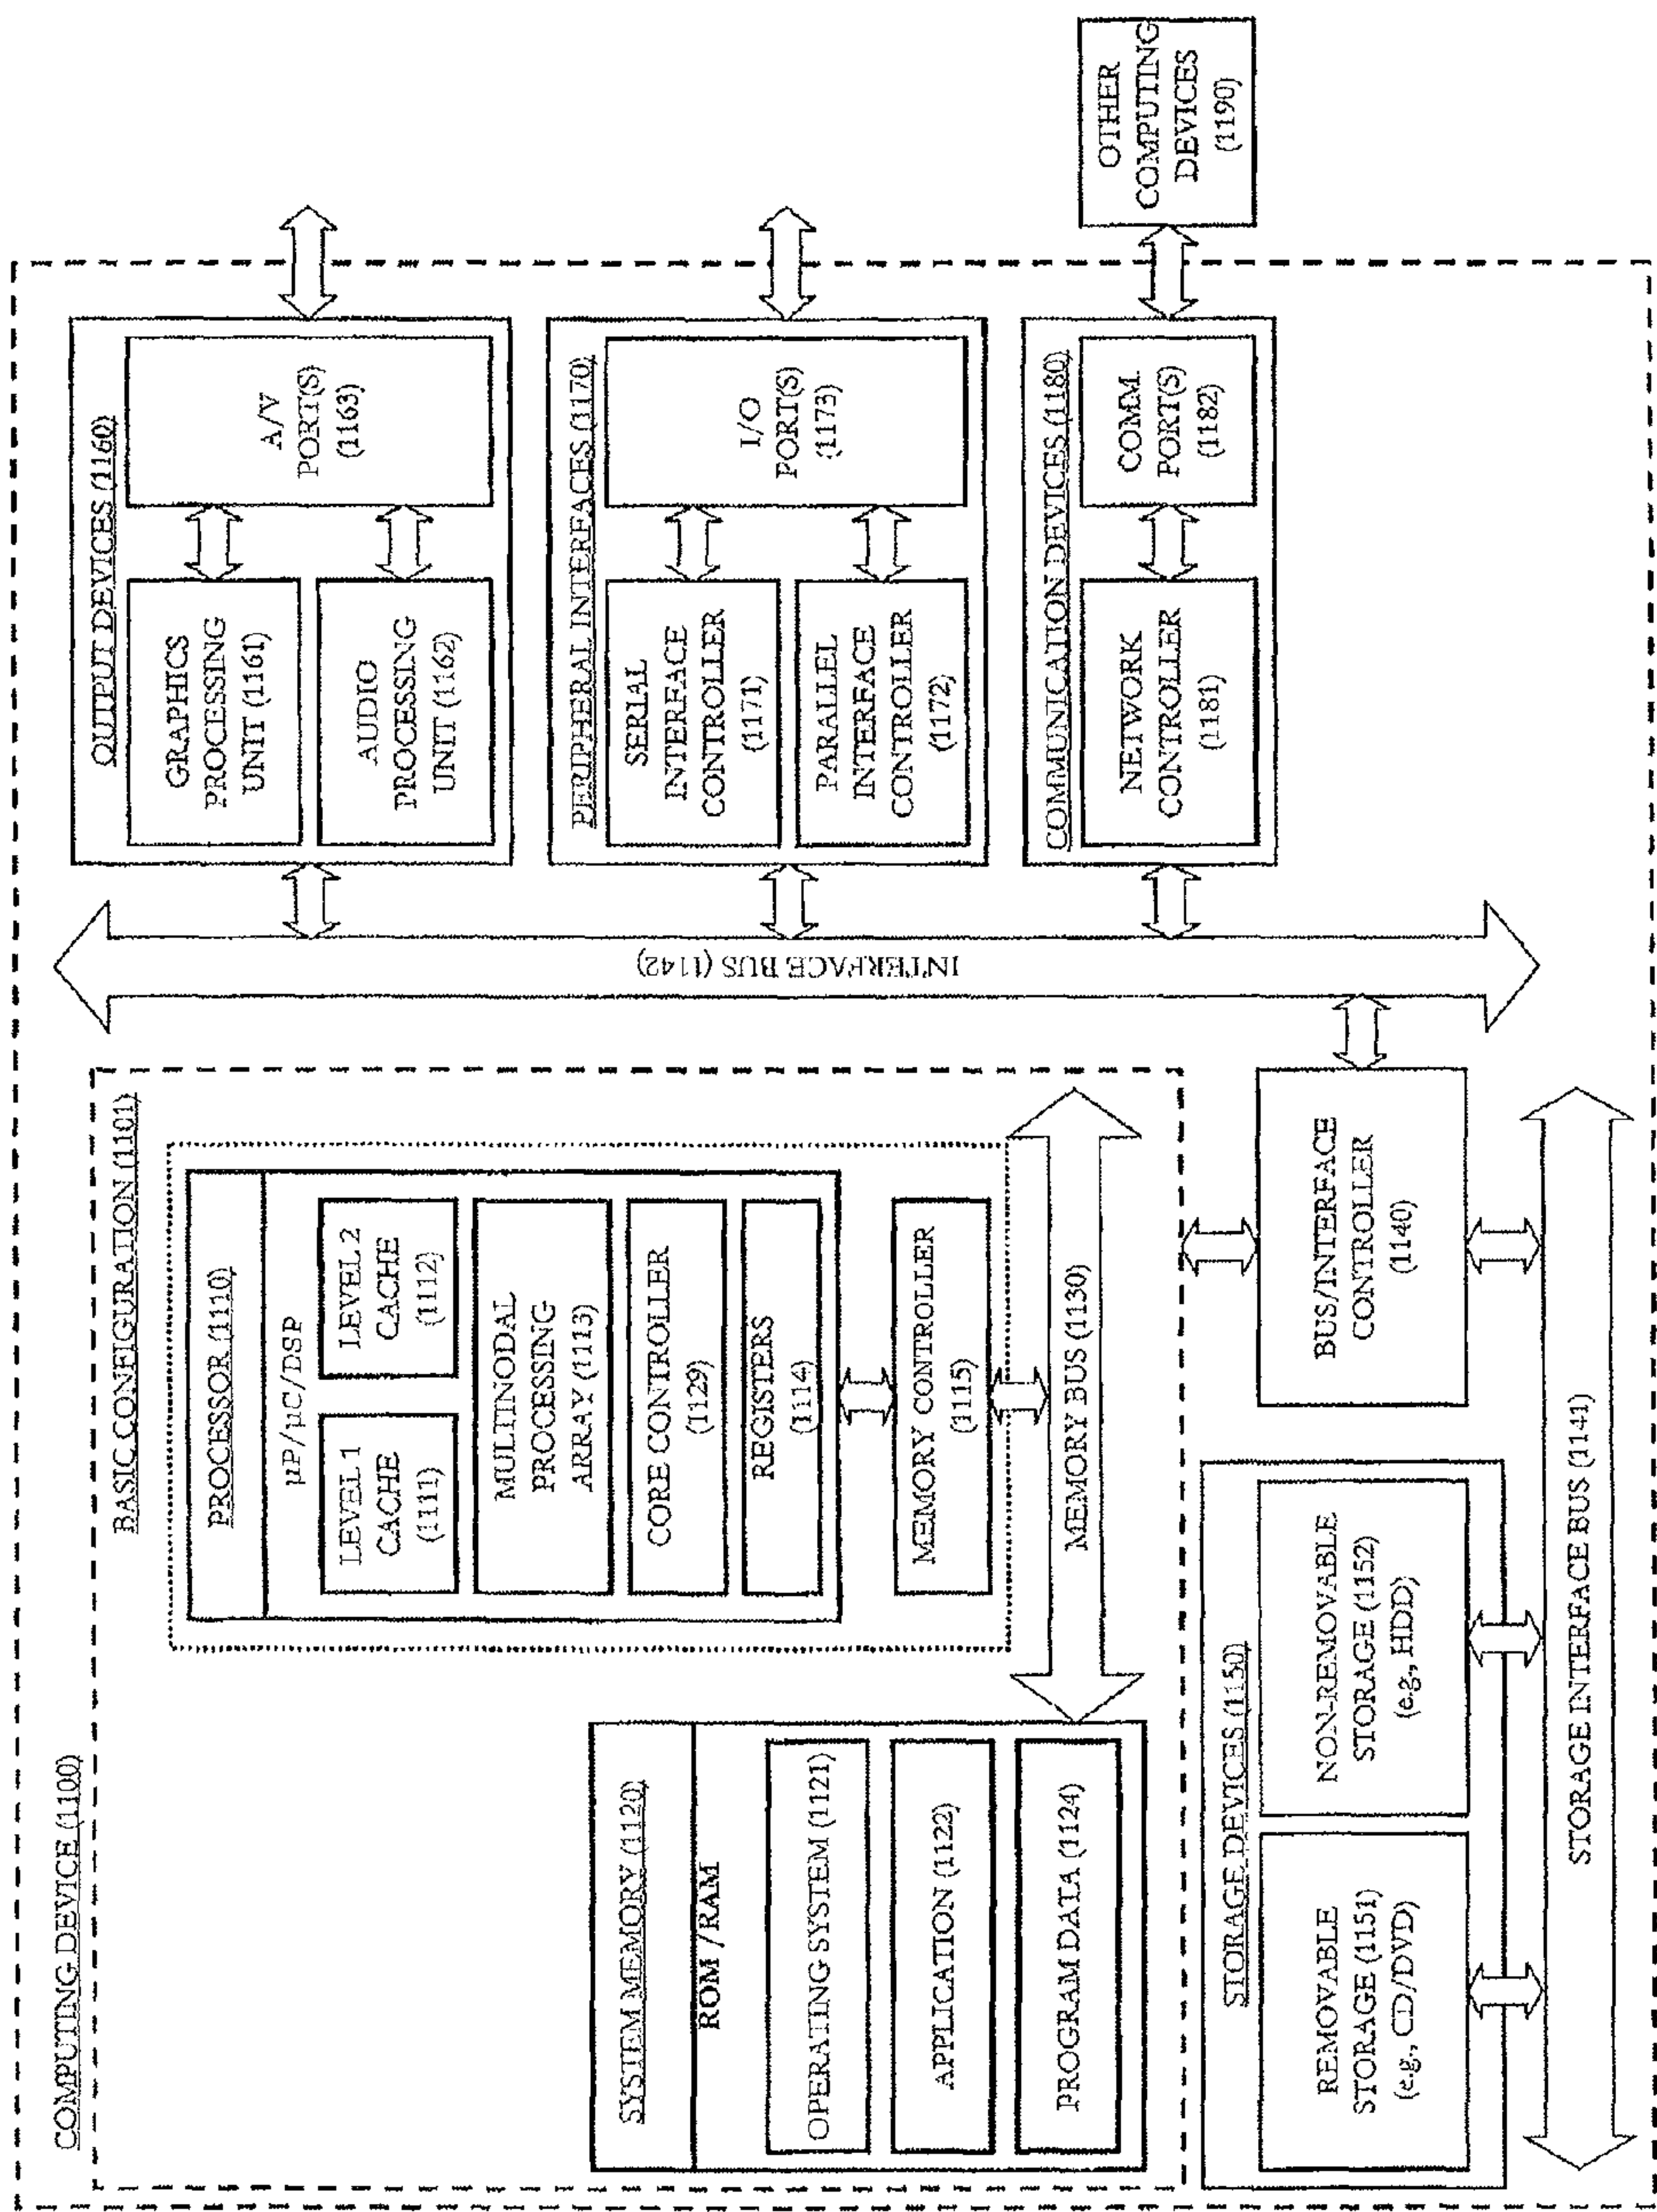 COMPUTING DEVICE (1100)
BASIC CONFIGURATION (1101)
SYSTEM MEMORY (1120)
ROM /RAM
OPERATING SYSTEM (1121)
APPLICATION (1122)
PROGRAM DATA (1124)
PROCESSOR (1110)
µP/µC/DSP
LEVEL 1
CACHE
(1111)
LEVEL 2
CACHE
(1112)
MULTINODAL
PROCESSING
ARRAY (1113)
CORE CONTROLLER
(1129)
REGISTERS
(1114)
MEMORY CONTROLLER
(1115)
MEMORY BUS (1130)
STORAGE DEVICES (1150)
REMOVABLE
STORAGE (1151)
(e.g., CD/DVD)
NON-REMOVABLE
STORAGE (1152)
(e.g., HDD)
BUS/INTERFACE
CONTROLLER
(1140)
STORAGE INTERFACE BUS (1141)
INTERFACE BUS (1142)
OUTPUT DEVICES (1160)
GRAPHICS
PROCESSING
UNIT (1161)
AUDIO
PROCESSING
UNIT (1162)
A/V
PORT(S)
(1163)
PERIPHERAL INTERFACES (1170)
SERIAL
INTERFACE
CONTROLLER
(1171)
PARALLEL
INTERFACE
CONTROLLER
(1172)
I/O
PORT(S)
(1173)
COMMUNICATION DEVICES (1180)
NETWORK
CONTROLLER
(1181)
COMM.
PORT(S)
(1182)
OTHER
COMPUTING
DEVICES
(1190)